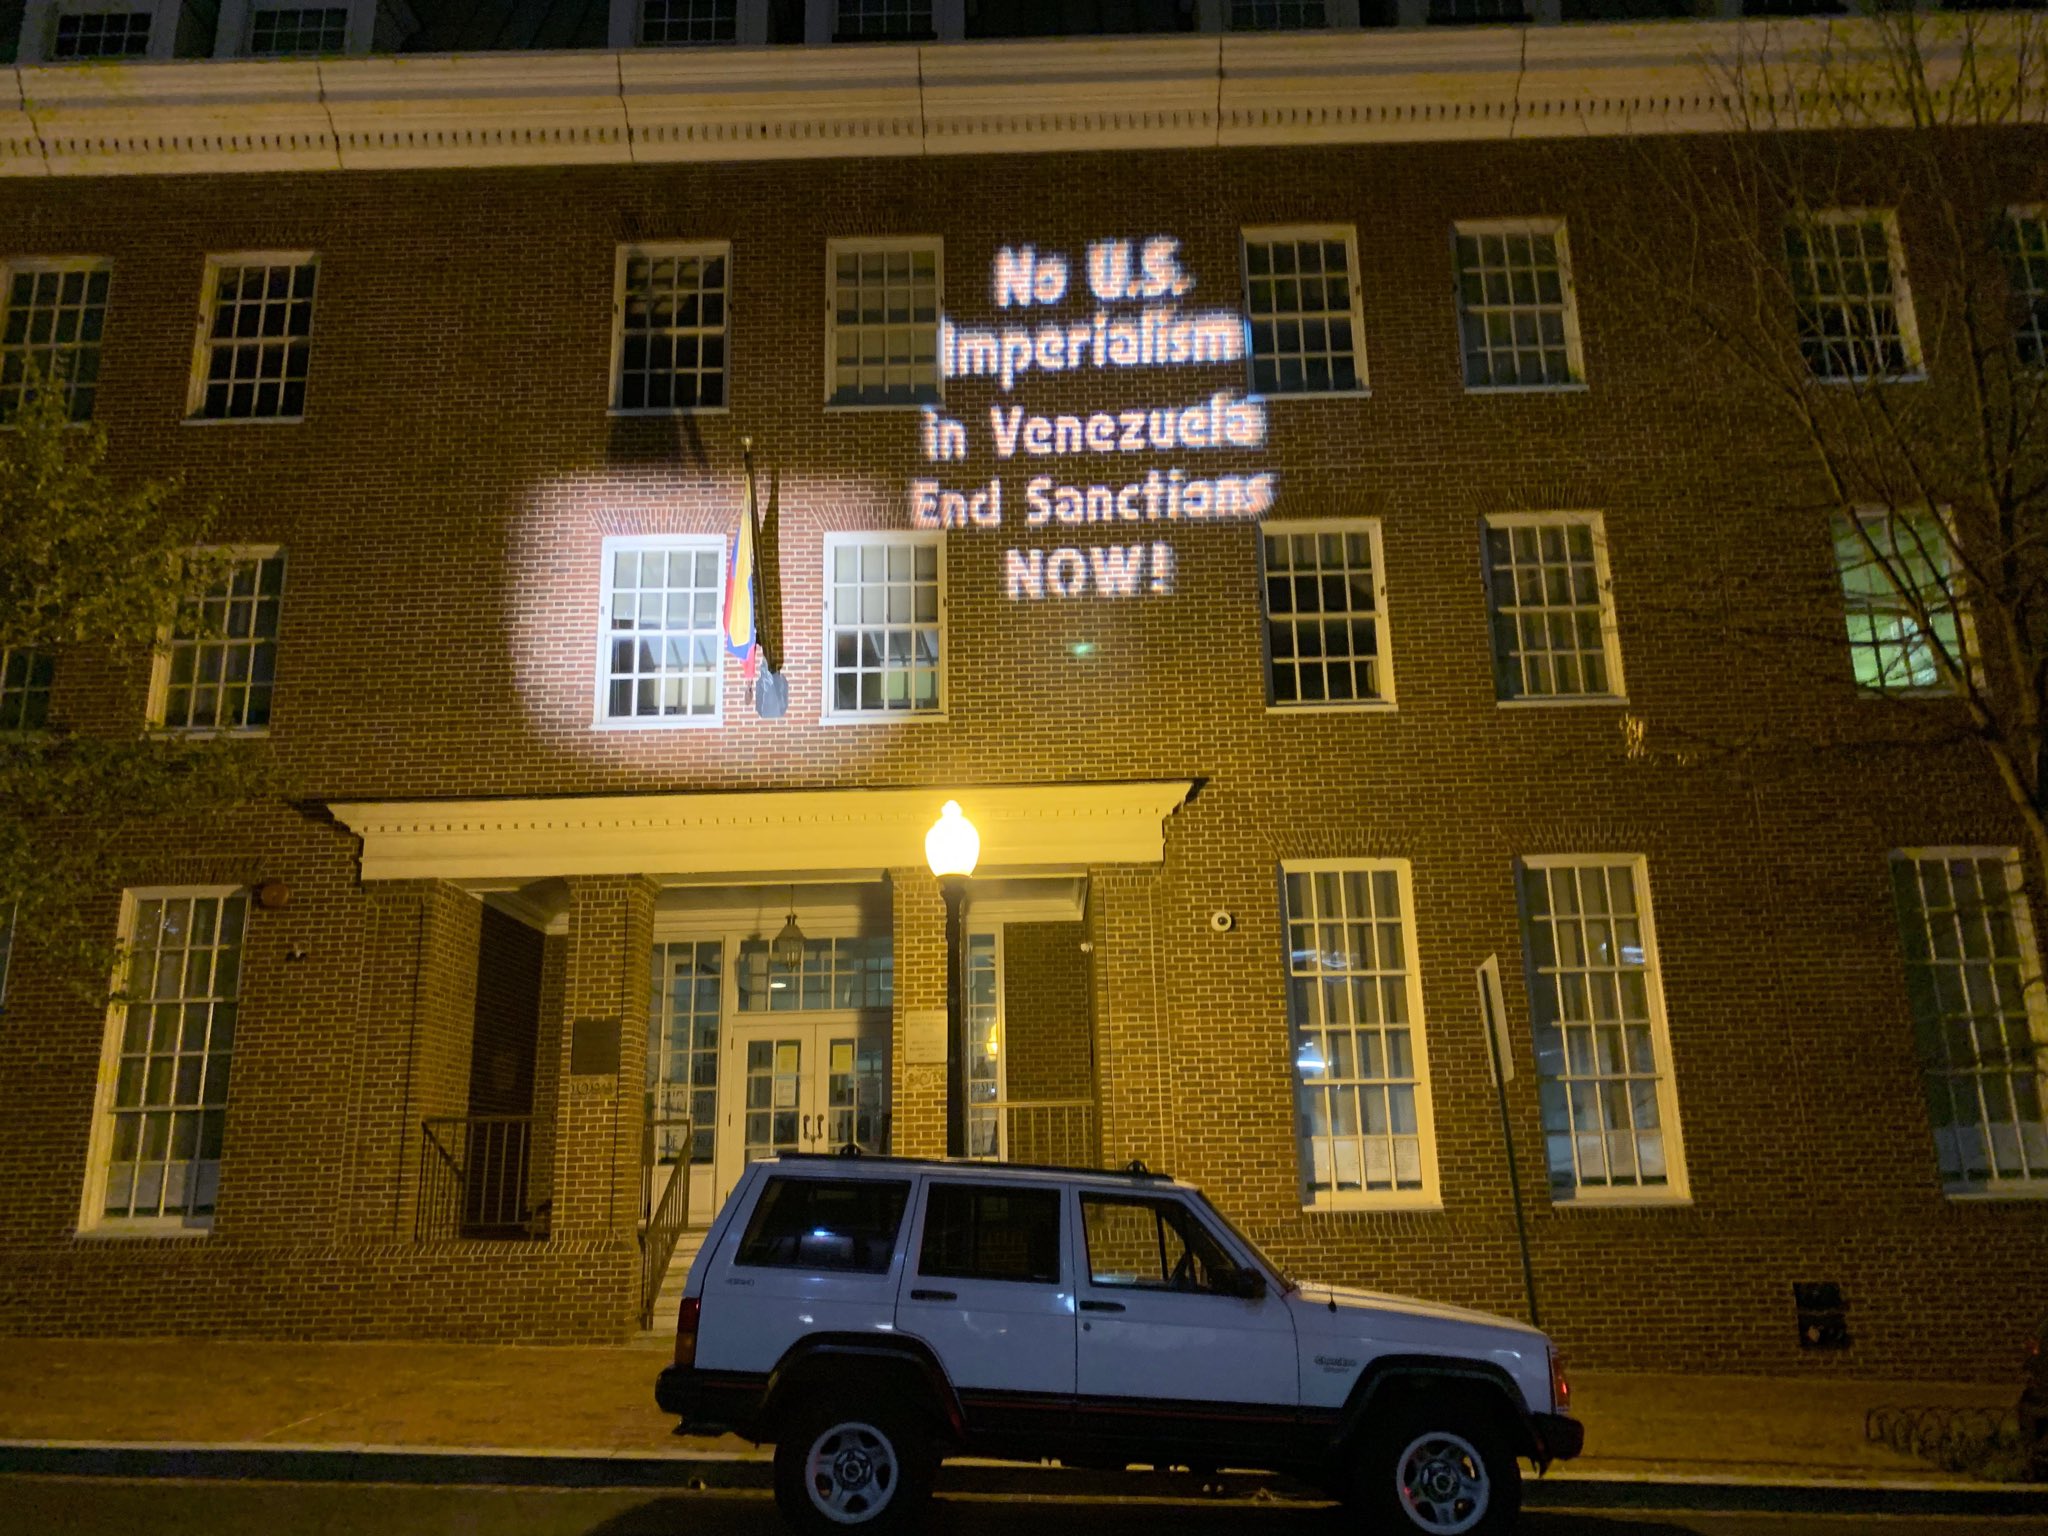 No U.S.
Imperialism
in Venezuela
End Sanctions
NOW!